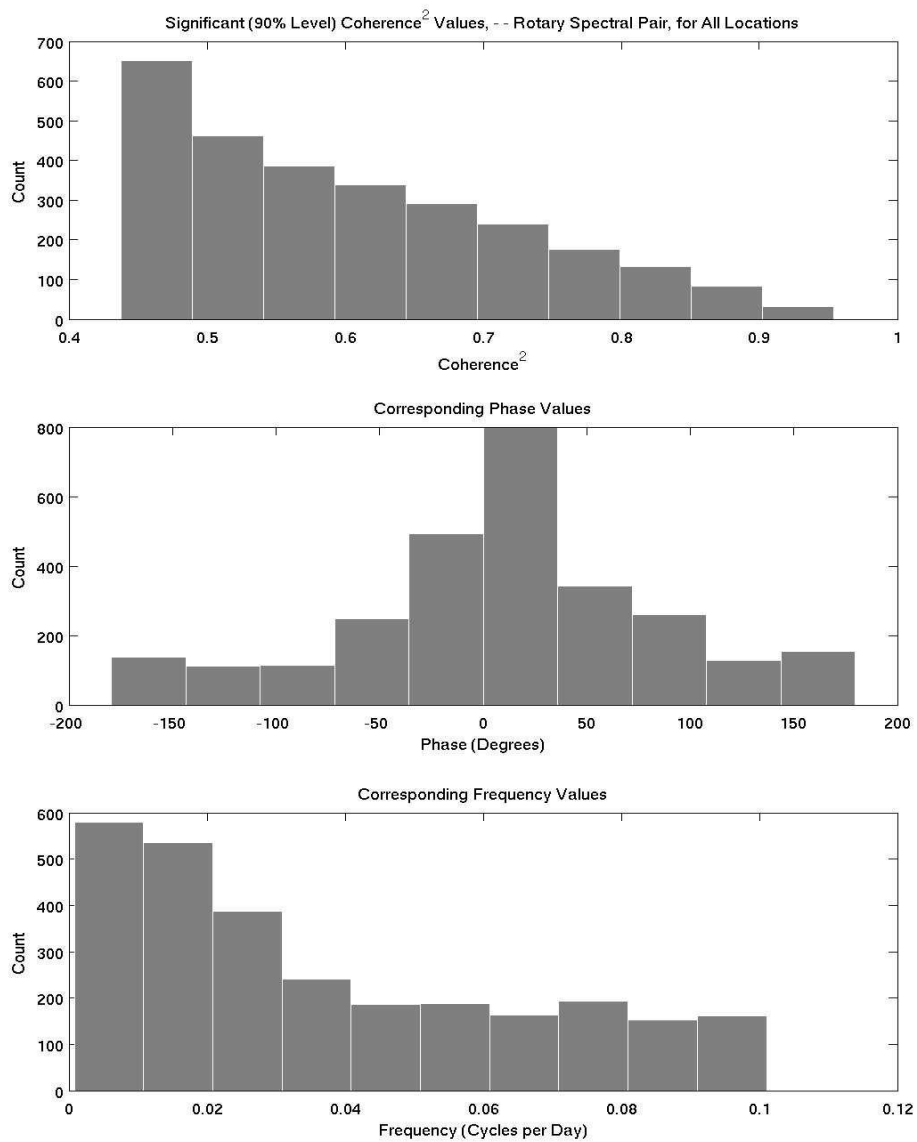 Significant (90% Level) Coherence² Values, - - Rotary Spectral Pair, for All Locations
700
600
500
400
300
200
100
0
Count
0.4 0.5 0.6 0.7 0.8 0.9 1
Coherence²
Corresponding Phase Values
800
600
400
200
0
Count
-200 -150 -100 -50 0 50 100 150 200
Phase (Degrees)
Corresponding Frequency Values
600
500
400
300
200
100
0
Count
0 0.02 0.04 0.06 0.08 0.1 0.12
Frequency (Cycles per Day)